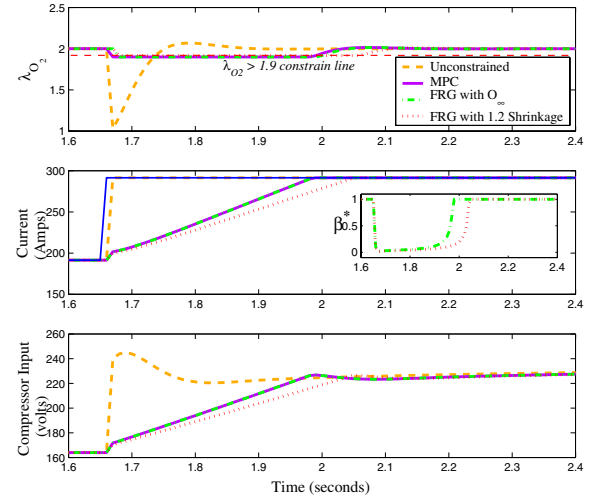 2.5
2
1.5
1
λO2
λO2 > 1.9 constrain line
Unconstrained
MPC
FRG with O∞
FRG with 1.2 Shrinkage
1.6 1.7 1.8 1.9 2 2.1 2.2 2.3 2.4
300
250
200
150
Current
(Amps)
β*
1
0.5
0
1.6 1.8 2 2.2 2.4
1.6 1.7 1.8 1.9 2 2.1 2.2 2.3 2.4
260
240
220
200
180
160
Compressor Input
(volts)
1.6 1.7 1.8 1.9 2 2.1 2.2 2.3 2.4
Time (seconds)